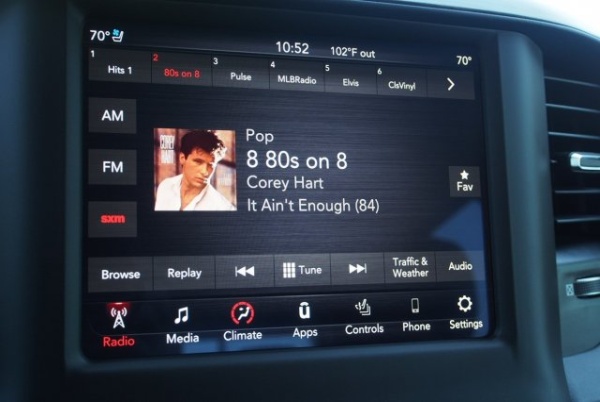 70° 10:52 102°F out 70°
1 Hits 1
2 80s on 8
3 Pulse
4 MLBRadio
5 Elvis
6 ClsVinyl
AM
FM
sxm
COREY
HART
Pop
8 80s on 8
Corey Hart
It Ain't Enough (84)
Fav
Browse Replay Tune Traffic & Weather Audio
Radio Media Climate Apps Controls Phone Settings